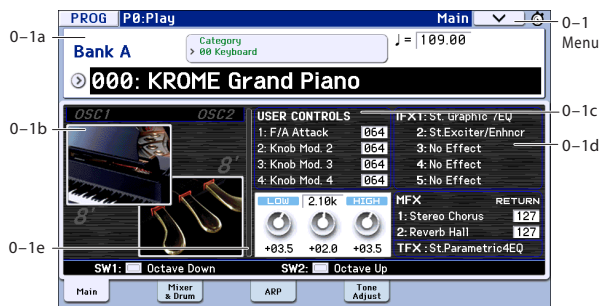 PROG P0:Play Main
0–1
Menu
0–1a
Bank A
Category
> 00 Keyboard
♩= 109.00
000: KROME Grand Piano
0–1b
0–1c
0–1d
0–1e
OSC1 OSC2
8'
8'
USER CONTROLS
1: F/A Attack 064
2: Knob Mod. 2 064
3: Knob Mod. 3 064
4: Knob Mod. 4 064
IFX1: St. Graphic 7EQ
2: St.Exciter/Enhncr
3: No Effect
4: No Effect
5: No Effect
LOW 2.10k HIGH
+03.5 +02.0 +03.5
MFX RETURN
1: Stereo Chorus 127
2: Reverb Hall 127
TFX :St.Parametric4EQ
SW1: Octave Down SW2: Octave Up
Main
Mixer
& Drum
ARP
Tone
Adjust